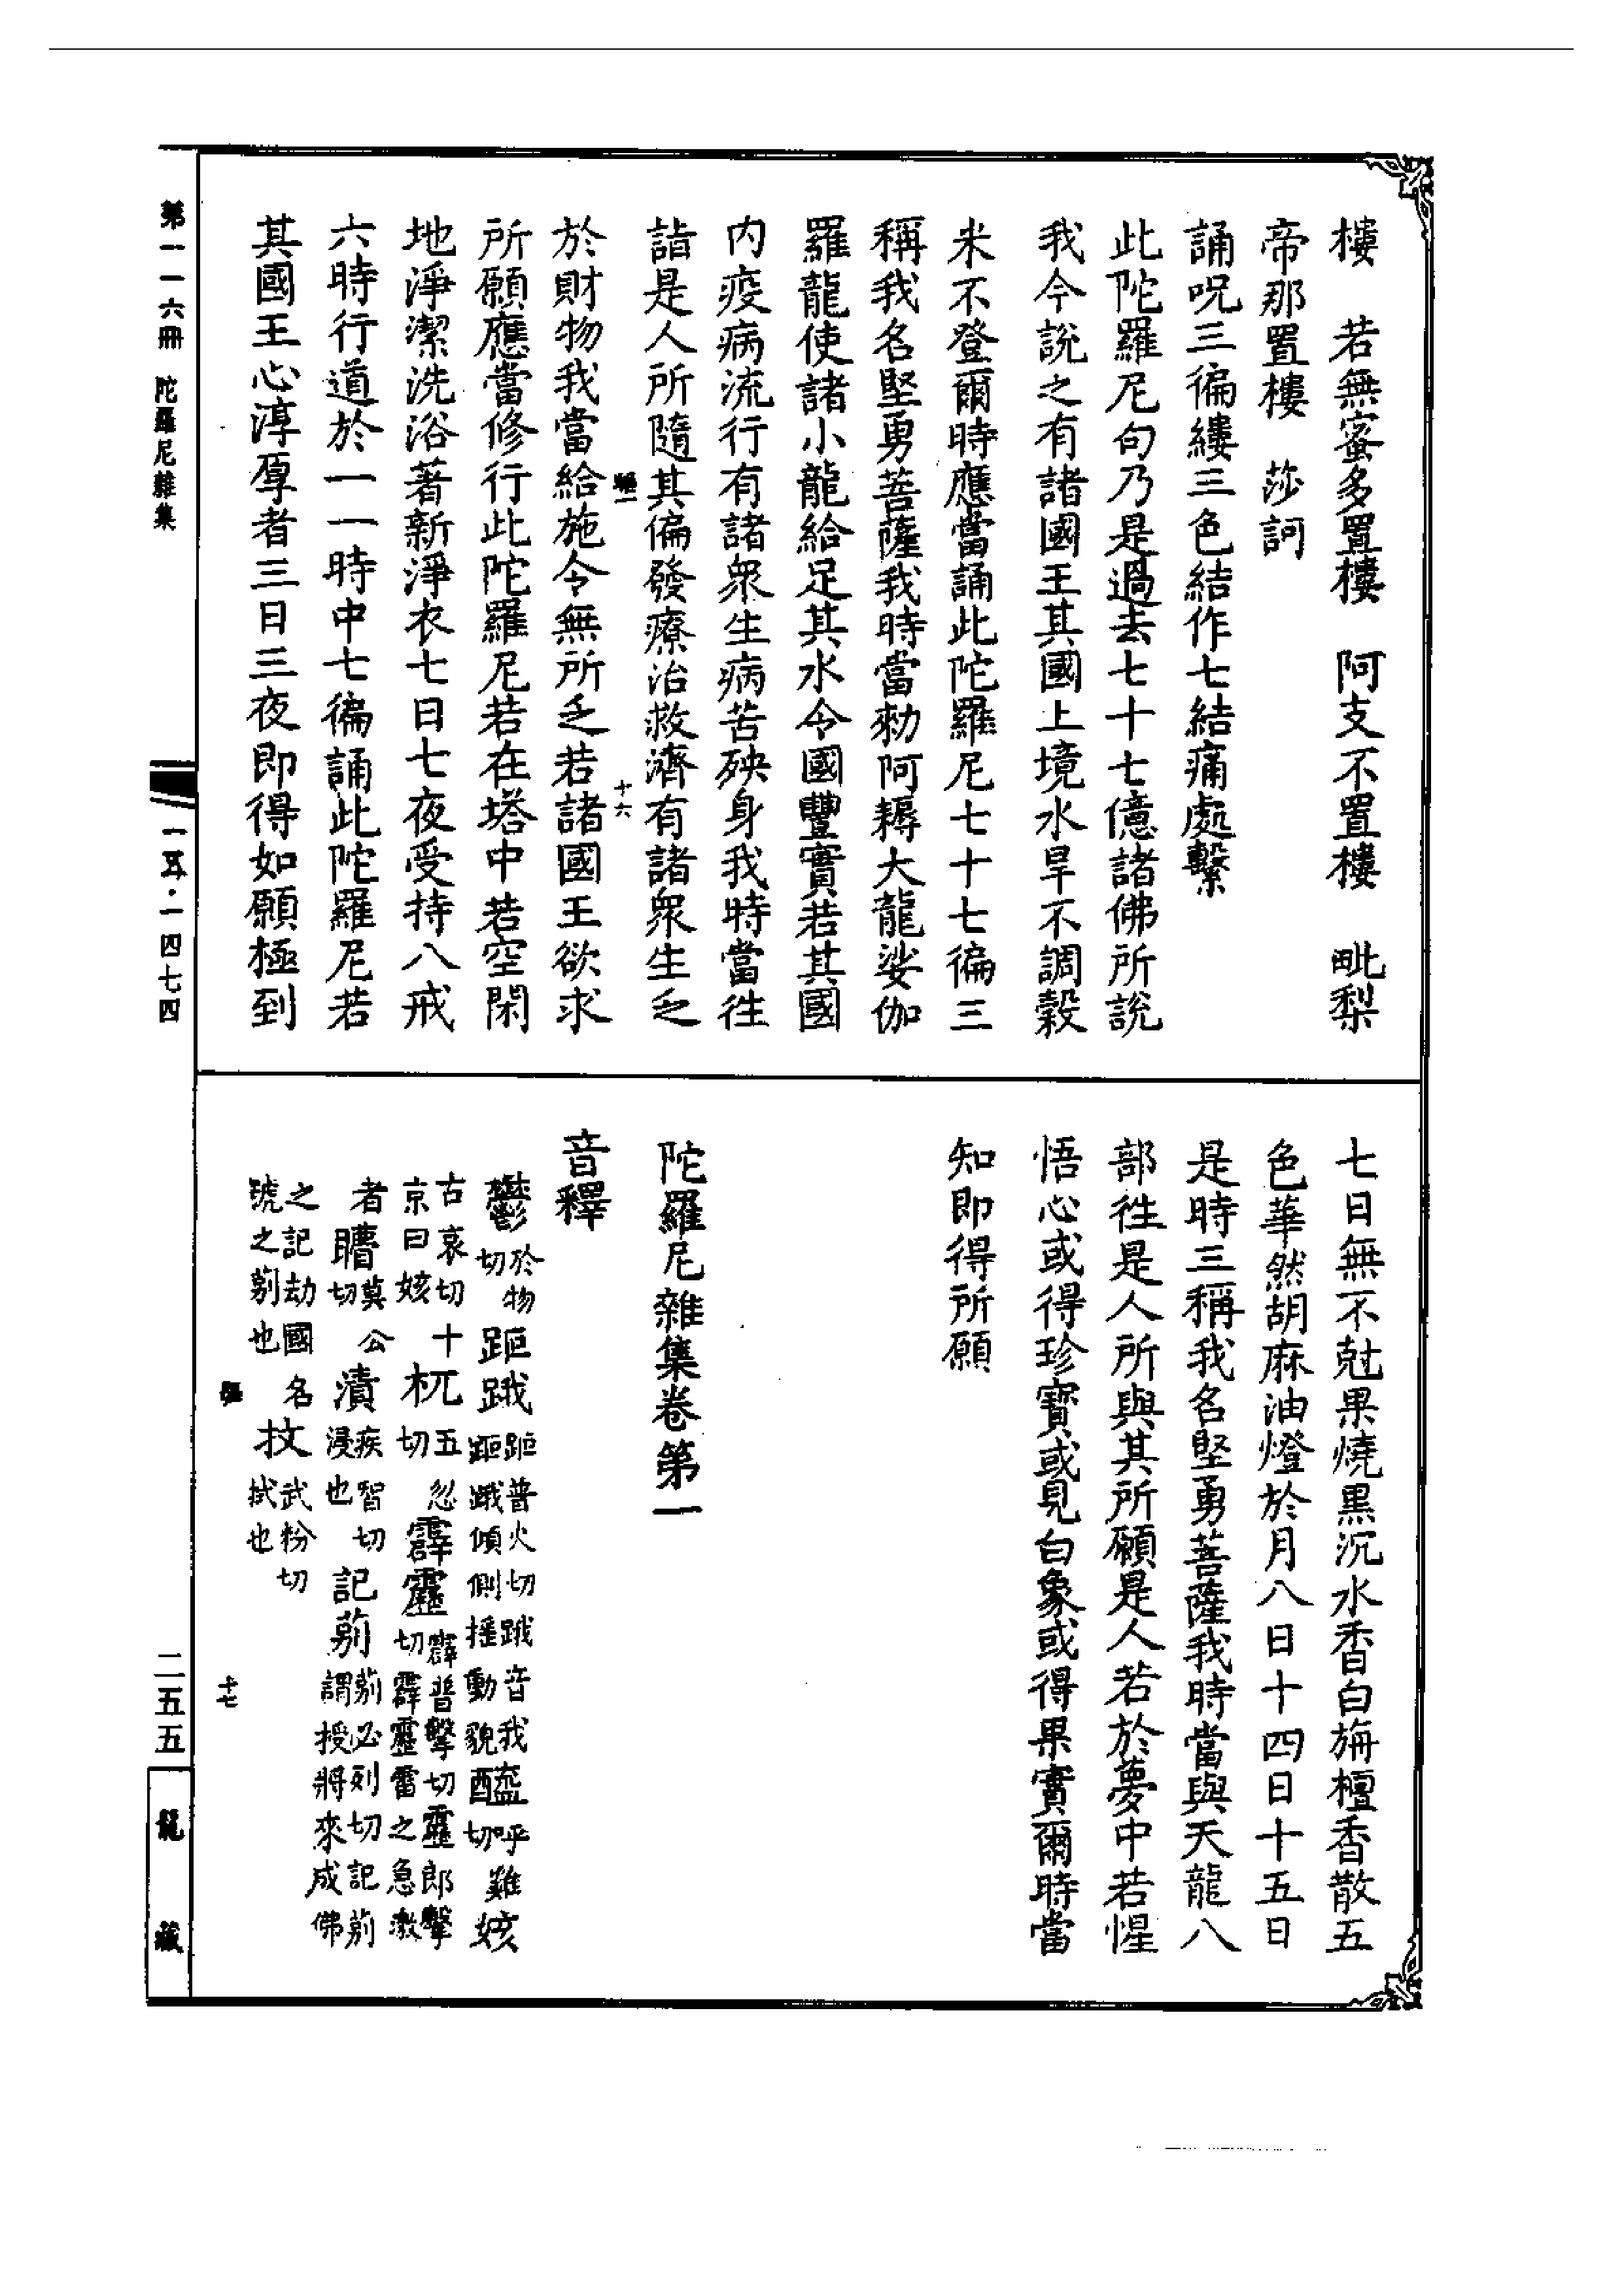 樓　若無蜜多置樓　阿支不置樓　毗梨
帝那置樓　莎訶
誦呪三徧縷三色結作七結痛處繫
此陀羅尼句乃是過去七十七億諸佛所說
我今說之有諸國王其國土境水旱不調穀
米不登爾時應當誦此陀羅尼七十七徧三
稱我名堅勇菩薩我時當勑阿耨大龍娑伽
羅龍使諸小龍給足其水令國豐實若其國
內疫病流行有諸眾生病苦殃身我時當往
詣是人所隨其偏發療治救濟有諸眾生乏
十六
於財物我當給施令無所乏若諸國王欲求
所願應當修行此陀羅尼若在塔中若空閑
地淨潔洗浴著新淨衣七日七夜受持八戒
六時行道於一一時中七徧誦此陀羅尼若
其國王心淳厚者三日三夜即得如願極到
七日無不尅果燒黑沉水香白旃檀香散五
色華然胡麻油燈於月八日十四日十五日
是時三稱我名堅勇菩薩我時當與天龍八
部往是人所與其所願是人若於夢中若惺
悟心或得珍寶或見白象或得果實爾時當
知即得所願
陀羅尼雜集卷第一
音釋
鬱於物切 距䟰距普火切䟰音我距䟰傾側搖動貌 醯呼雞切 姟
古哀切十京曰姟 杌五忽切 霹靂霹普擊切靂郎擊切霹靂雷之急激
者 瞢莫公切 漬疾智切浸也 記莂莂必列切記莂謂授將來成佛
之記劫國名號之莂也 抆武粉切拭也
十七
第一一六冊 陀羅尼雜集
一四七四
二五五
龍藏